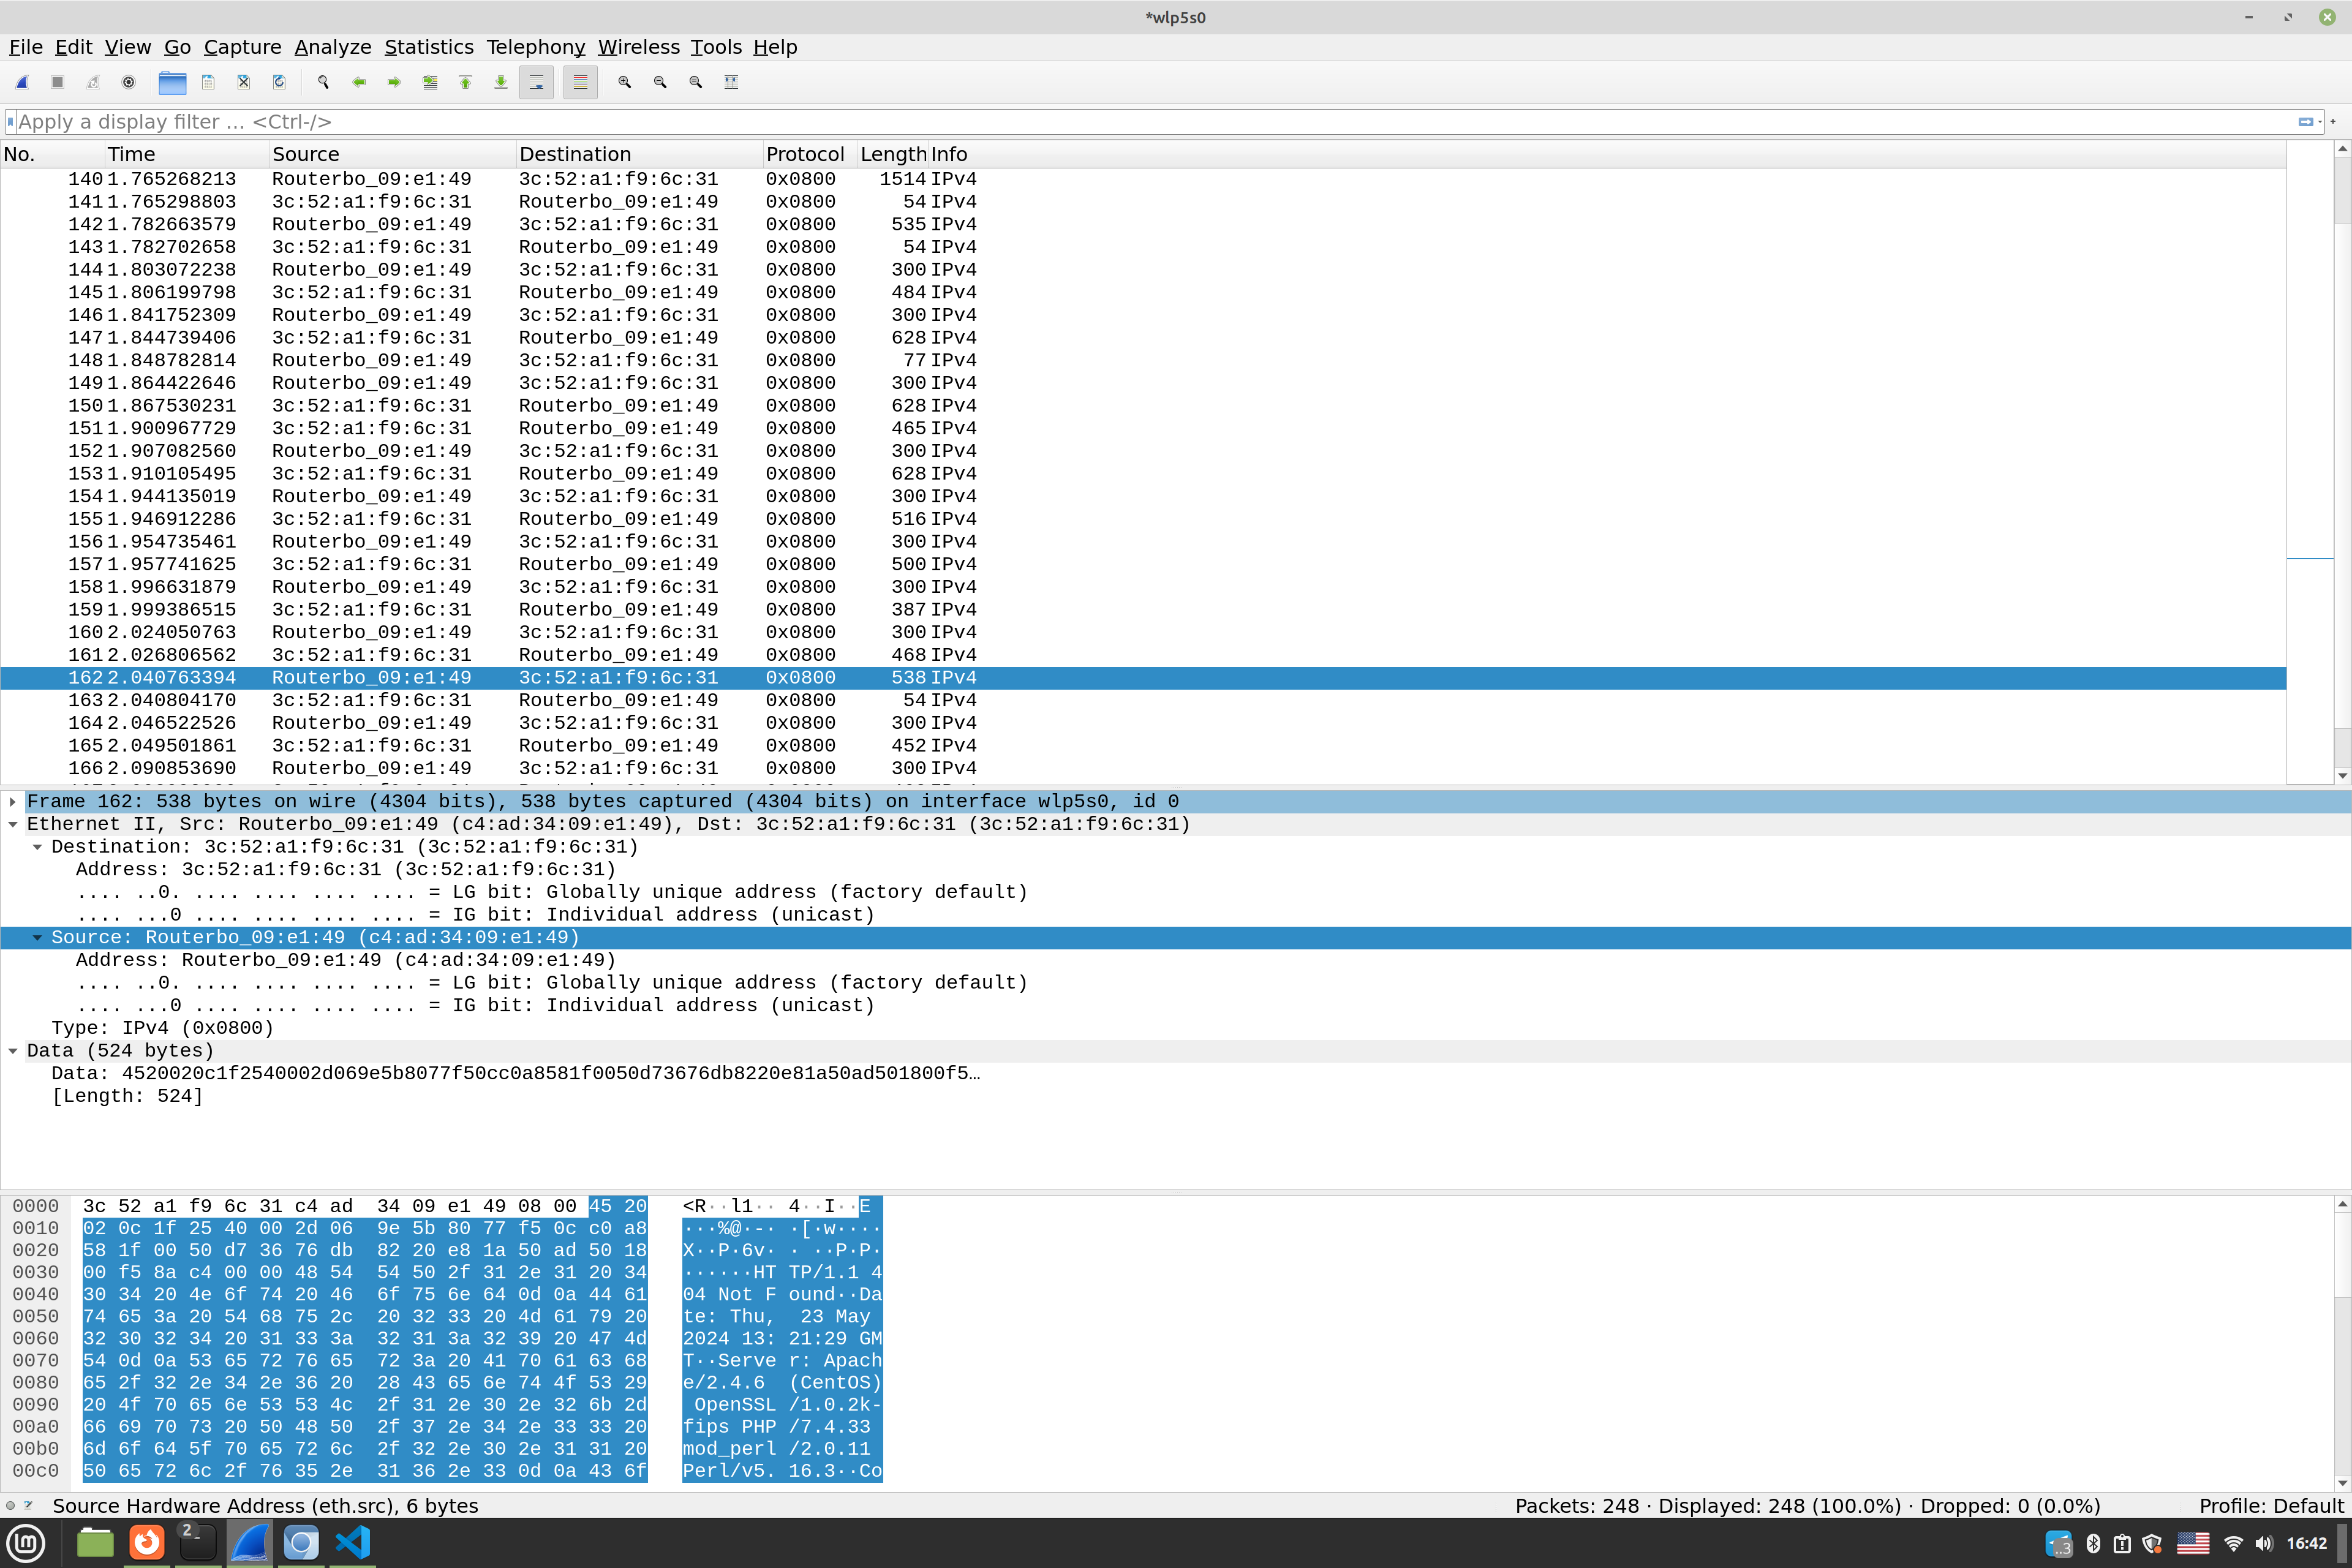 *wlp5s0
File Edit View Go Capture Analyze Statistics Telephony Wireless Tools Help
Apply a display filter … <Ctrl-/>
No. Time Source Destination Protocol Length Info
140 1.765268213 Routerbo_09:e1:49 3c:52:a1:f9:6c:31 0x0800 1514 IPv4
141 1.765298803 3c:52:a1:f9:6c:31 Routerbo_09:e1:49 0x0800 54 IPv4
142 1.782663579 Routerbo_09:e1:49 3c:52:a1:f9:6c:31 0x0800 535 IPv4
143 1.782702658 3c:52:a1:f9:6c:31 Routerbo_09:e1:49 0x0800 54 IPv4
144 1.803072238 Routerbo_09:e1:49 3c:52:a1:f9:6c:31 0x0800 300 IPv4
145 1.806199798 3c:52:a1:f9:6c:31 Routerbo_09:e1:49 0x0800 484 IPv4
146 1.841752309 Routerbo_09:e1:49 3c:52:a1:f9:6c:31 0x0800 300 IPv4
147 1.844739406 3c:52:a1:f9:6c:31 Routerbo_09:e1:49 0x0800 628 IPv4
148 1.848782814 Routerbo_09:e1:49 3c:52:a1:f9:6c:31 0x0800 77 IPv4
149 1.864422646 Routerbo_09:e1:49 3c:52:a1:f9:6c:31 0x0800 300 IPv4
150 1.867530231 3c:52:a1:f9:6c:31 Routerbo_09:e1:49 0x0800 628 IPv4
151 1.900967729 3c:52:a1:f9:6c:31 Routerbo_09:e1:49 0x0800 465 IPv4
152 1.907082560 Routerbo_09:e1:49 3c:52:a1:f9:6c:31 0x0800 300 IPv4
153 1.910105495 3c:52:a1:f9:6c:31 Routerbo_09:e1:49 0x0800 628 IPv4
154 1.944135019 Routerbo_09:e1:49 3c:52:a1:f9:6c:31 0x0800 300 IPv4
155 1.946912286 3c:52:a1:f9:6c:31 Routerbo_09:e1:49 0x0800 516 IPv4
156 1.954735461 Routerbo_09:e1:49 3c:52:a1:f9:6c:31 0x0800 300 IPv4
157 1.957741625 3c:52:a1:f9:6c:31 Routerbo_09:e1:49 0x0800 500 IPv4
158 1.996631879 Routerbo_09:e1:49 3c:52:a1:f9:6c:31 0x0800 300 IPv4
159 1.999386515 3c:52:a1:f9:6c:31 Routerbo_09:e1:49 0x0800 387 IPv4
160 2.024050763 Routerbo_09:e1:49 3c:52:a1:f9:6c:31 0x0800 300 IPv4
161 2.026806562 3c:52:a1:f9:6c:31 Routerbo_09:e1:49 0x0800 468 IPv4
162 2.040763394 Routerbo_09:e1:49 3c:52:a1:f9:6c:31 0x0800 538 IPv4
163 2.040804170 3c:52:a1:f9:6c:31 Routerbo_09:e1:49 0x0800 54 IPv4
164 2.046522526 Routerbo_09:e1:49 3c:52:a1:f9:6c:31 0x0800 300 IPv4
165 2.049501861 3c:52:a1:f9:6c:31 Routerbo_09:e1:49 0x0800 452 IPv4
166 2.090853690 Routerbo_09:e1:49 3c:52:a1:f9:6c:31 0x0800 300 IPv4
Frame 162: 538 bytes on wire (4304 bits), 538 bytes captured (4304 bits) on interface wlp5s0, id 0
Ethernet II, Src: Routerbo_09:e1:49 (c4:ad:34:09:e1:49), Dst: 3c:52:a1:f9:6c:31 (3c:52:a1:f9:6c:31)
Destination: 3c:52:a1:f9:6c:31 (3c:52:a1:f9:6c:31)
Address: 3c:52:a1:f9:6c:31 (3c:52:a1:f9:6c:31)
.... ..0. .... .... .... .... = LG bit: Globally unique address (factory default)
.... ...0 .... .... .... .... = IG bit: Individual address (unicast)
Source: Routerbo_09:e1:49 (c4:ad:34:09:e1:49)
Address: Routerbo_09:e1:49 (c4:ad:34:09:e1:49)
.... ..0. .... .... .... .... = LG bit: Globally unique address (factory default)
.... ...0 .... .... .... .... = IG bit: Individual address (unicast)
Type: IPv4 (0x0800)
Data (524 bytes)
Data: 4520020c1f2540002d069e5b8077f50cc0a8581f0050d73676db8220e81a50ad501800f5…
[Length: 524]
0000 3c 52 a1 f9 6c 31 c4 ad 34 09 e1 49 08 00 45 20 <R··l1·· 4··I··E
0010 02 0c 1f 25 40 00 2d 06 9e 5b 80 77 f5 0c c0 a8 ···%@·-· ·[·w····
0020 58 1f 00 50 d7 36 76 db 82 20 e8 1a 50 ad 50 18 X··P·6v· · ··P·P·
0030 00 f5 8a c4 00 00 48 54 54 50 2f 31 2e 31 20 34 ······HT TP/1.1 4
0040 30 34 20 4e 6f 74 20 46 6f 75 6e 64 0d 0a 44 61 04 Not F ound··Da
0050 74 65 3a 20 54 68 75 2c 20 32 33 20 4d 61 79 20 te: Thu, 23 May
0060 32 30 32 34 20 31 33 3a 32 31 3a 32 39 20 47 4d 2024 13: 21:29 GM
0070 54 0d 0a 53 65 72 76 65 72 3a 20 41 70 61 63 68 T··Serve r: Apach
0080 65 2f 32 2e 34 2e 36 20 28 43 65 6e 74 4f 53 29 e/2.4.6 (CentOS)
0090 20 4f 70 65 6e 53 53 4c 2f 31 2e 30 2e 32 6b 2d OpenSSL /1.0.2k-
00a0 66 69 70 73 20 50 48 50 2f 37 2e 34 2e 33 33 20 fips PHP /7.4.33
00b0 6d 6f 64 5f 70 65 72 6c 2f 32 2e 30 2e 31 31 20 mod_perl /2.0.11
00c0 50 65 72 6c 2f 76 35 2e 31 36 2e 33 0d 0a 43 6f Perl/v5. 16.3··Co
Source Hardware Address (eth.src), 6 bytes Packets: 248 · Displayed: 248 (100.0%) · Dropped: 0 (0.0%) Profile: Default
2 ..3 16:42